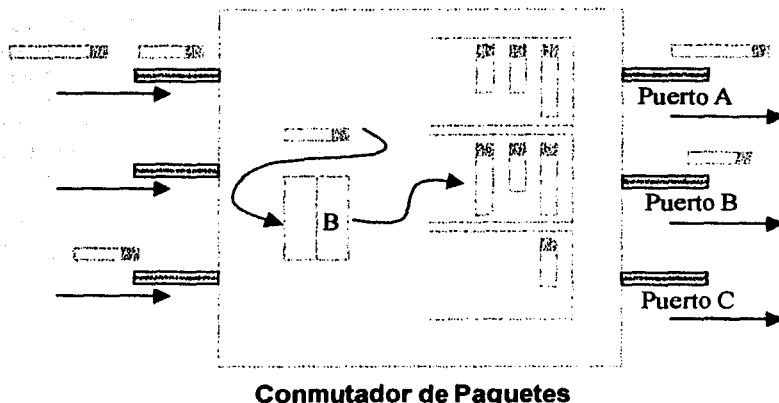 Puerto A
B
Puerto B
Puerto C
Conmutador de Paquetes